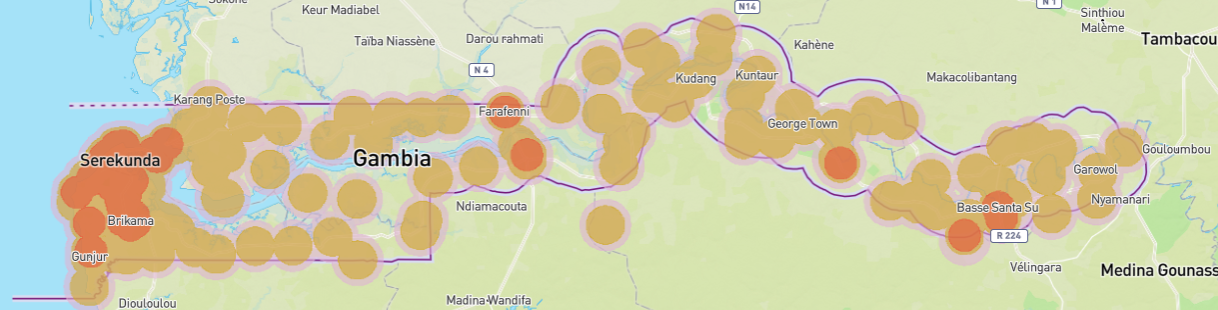 Sokone
Keur Madiabel
N14
N 1
Sinthiou
Malème
Taïba Niassène
Darou rahmati
Kahène
Tambacou
N 4
Kudang
Kuntaur
Makacolibantang
Karang Poste
Farafenni
George Town
Serekunda
Gambia
Gouloumbou
Garowol
Nyamanari
Ndiamacouta
Basse Santa Su
Brikama
R 224
Gunjur
Vélingara
Medina Gounass
Diouloulou
Madina-Wandifa